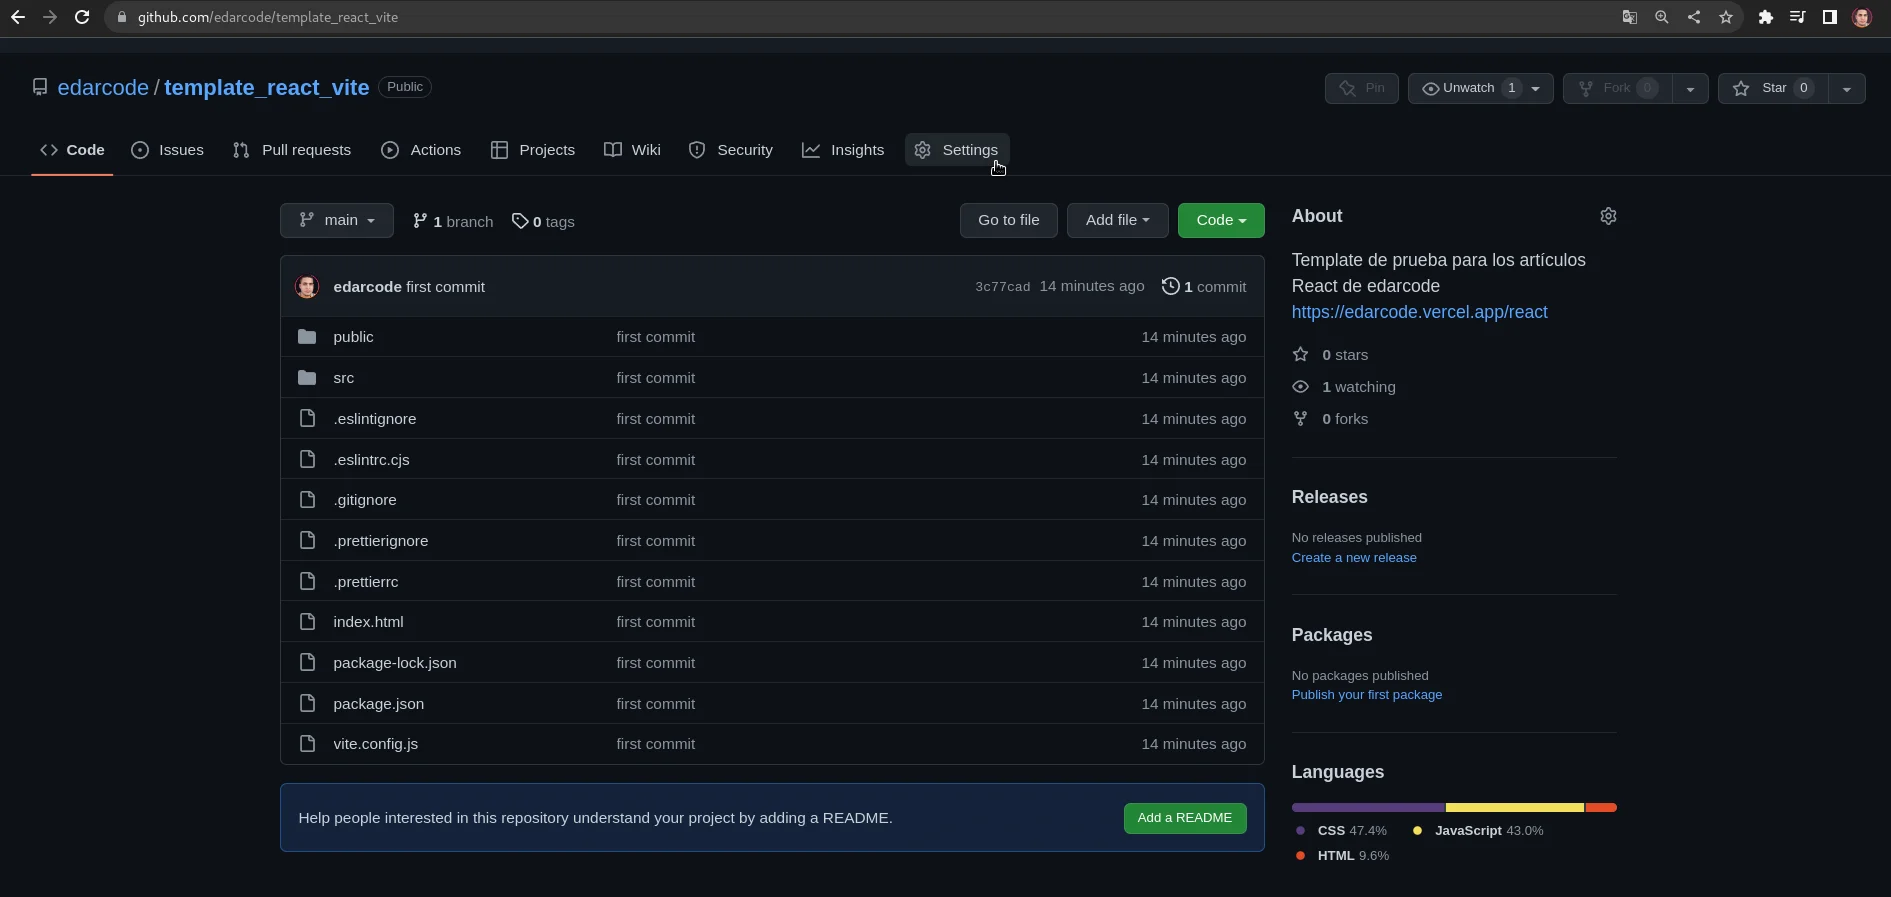 github.com/edarcode/template_react_vite
edarcode / template_react_vite Public
Pin Unwatch 1 Fork 0 Star 0
Code Issues Pull requests Actions Projects Wiki Security Insights Settings
main 1 branch 0 tags Go to file Add file Code
edarcode first commit 3c77cad 14 minutes ago 1 commit
public first commit 14 minutes ago
src first commit 14 minutes ago
.eslintignore first commit 14 minutes ago
.eslintrc.cjs first commit 14 minutes ago
.gitignore first commit 14 minutes ago
.prettierignore first commit 14 minutes ago
.prettierrc first commit 14 minutes ago
index.html first commit 14 minutes ago
package-lock.json first commit 14 minutes ago
package.json first commit 14 minutes ago
vite.config.js first commit 14 minutes ago
Help people interested in this repository understand your project by adding a README. Add a README
About
Template de prueba para los artículos
React de edarcode
https://edarcode.vercel.app/react
0 stars
1 watching
0 forks
Releases
No releases published
Create a new release
Packages
No packages published
Publish your first package
Languages
CSS 47.4% JavaScript 43.0%
HTML 9.6%